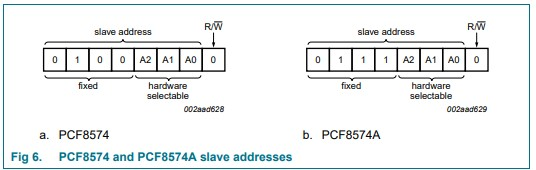 R/W̅ R/W̅
slave address slave address
0 1 0 0 A2 A1 A0 0 0 1 1 1 A2 A1 A0 0
fixed hardware fixed hardware
selectable selectable
002aad628 002aad629
a. PCF8574 b. PCF8574A
Fig 6. PCF8574 and PCF8574A slave addresses